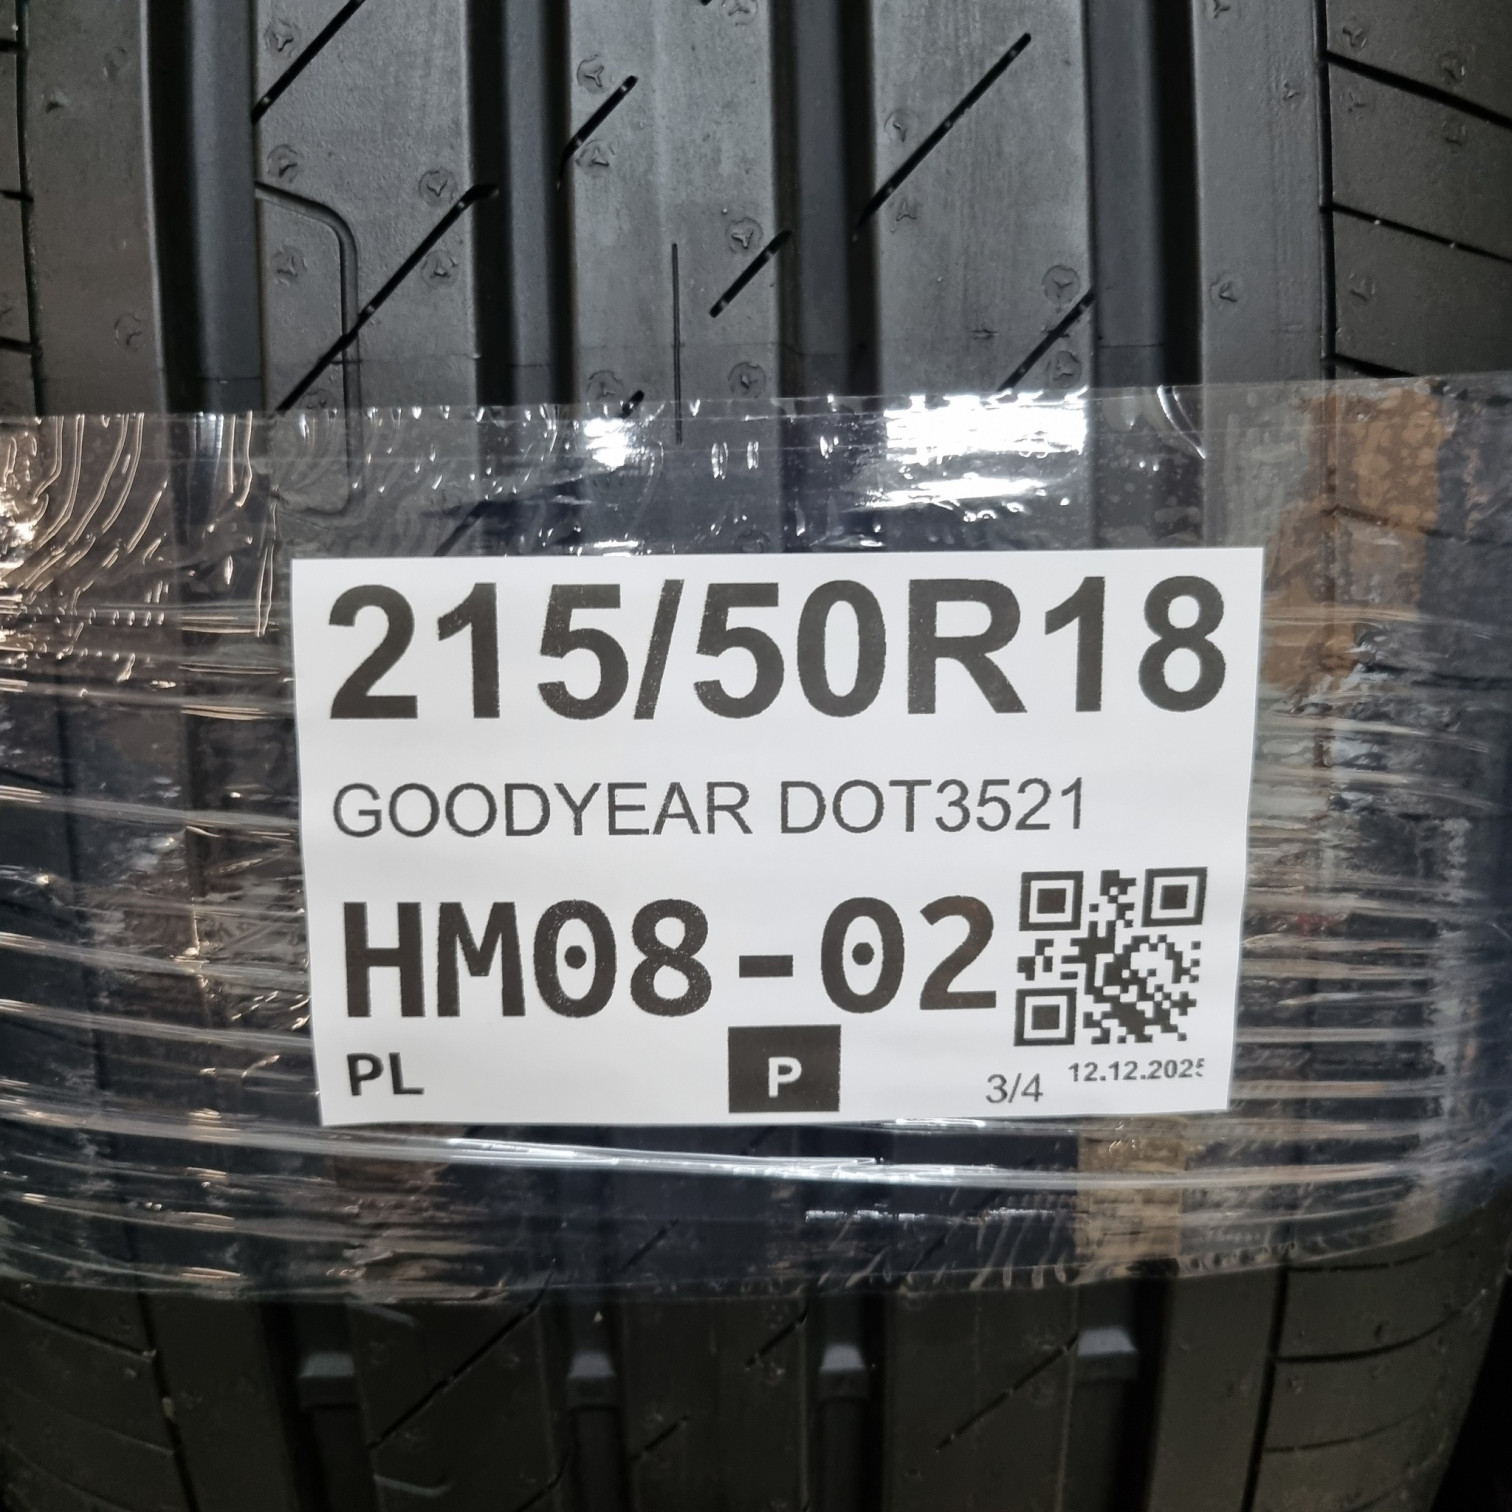 215/50R18
GOODYEAR DOT3521
HM08-02
PL P 3/4 12.12.2025